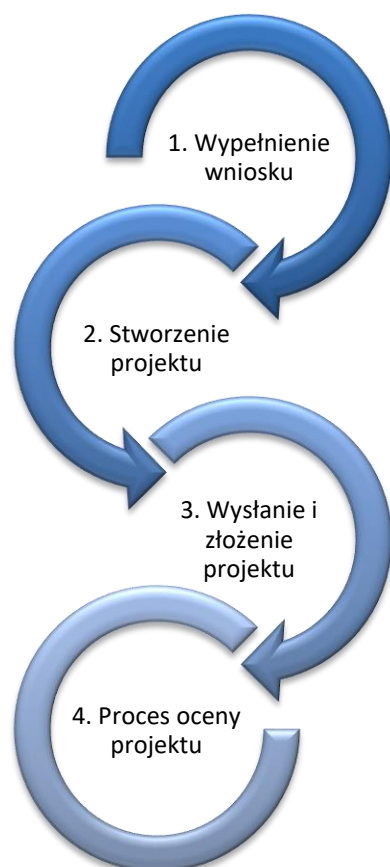 1. Wypełnienie
wniosku
2. Stworzenie
projektu
3. Wysłanie i
złożenie
projektu
4. Proces oceny
projektu